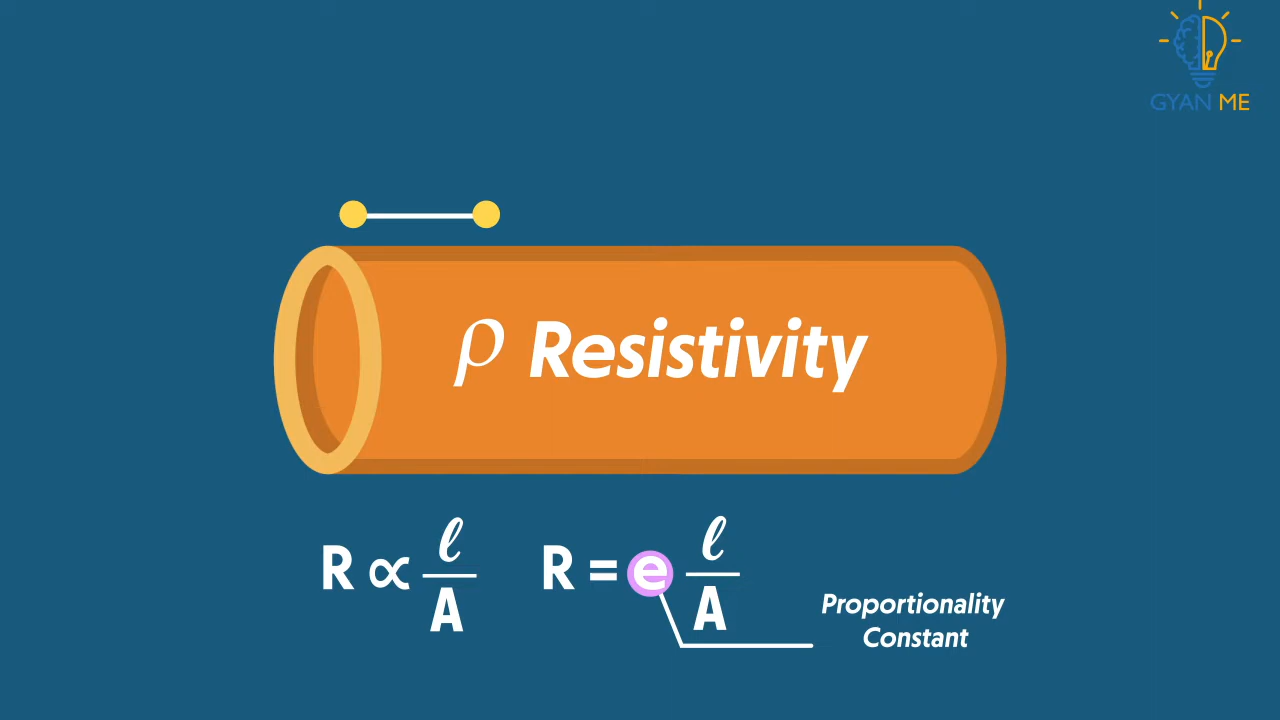 GYAN ME
ρ Resistivity
R ∝ ℓ/A R = e ℓ/A
Proportionality
Constant